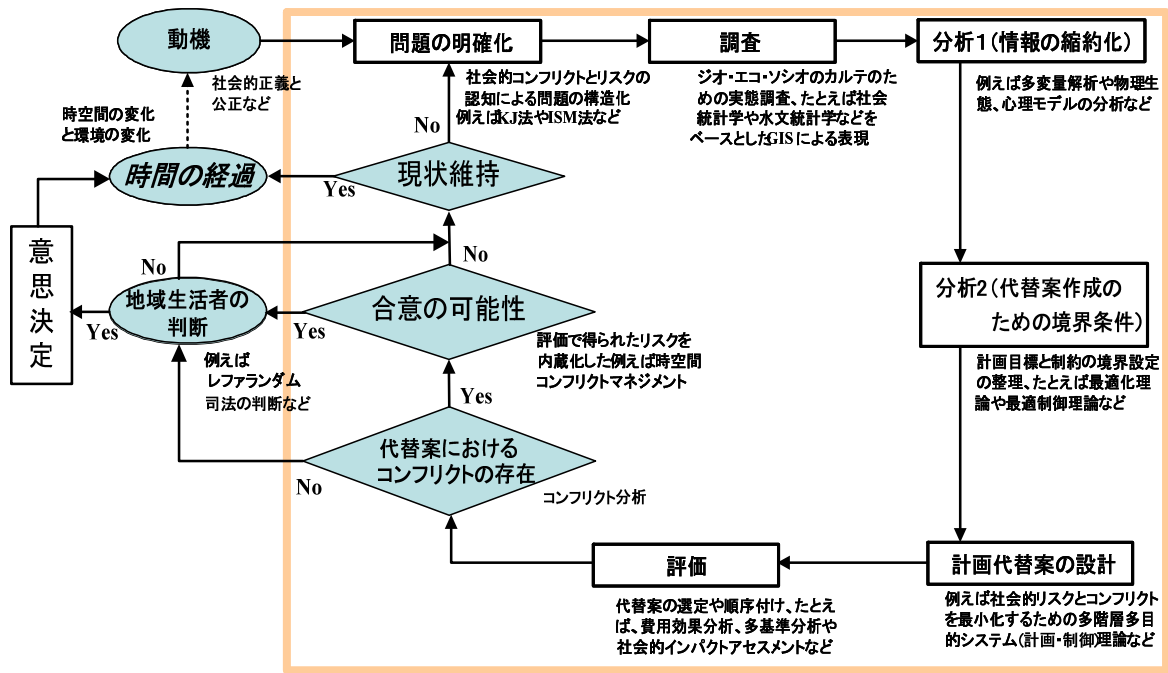 動機
問題の明確化
調査
分析1(情報の縮約化)
社会的正義と
公正など
社会的コンフリクトとリスクの
認知による問題の構造化
例えばKJ法やISM法など
ジオ・エコ・ソシオのカルテのた
めの実態調査、たとえば社会
統計学や水文統計学などを
ベースとしたGISによる表現
例えば多変量解析や物理生
態、心理モデルの分析など
時空間の変化
と環境の変化
No
時間の経過
Yes
現状維持
意思決定
No
No
地域生活者の
判断
Yes
Yes
合意の可能性
分析2(代替案作成の
ための境界条件)
評価で得られたリスクを
内蔵化した例えば時空間
コンフリクトマネジメント
例えば
レファランダム
司法の判断など
計画目標と制約の境界設定
の整理、たとえば最適化理
論や最適制御理論など
Yes
代替案における
コンフリクトの存在
No
コンフリクト分析
評価
計画代替案の設計
代替案の選定や順序付け、たとえ
ば、費用効果分析、多基準分析や
社会的インパクトアセスメントなど
例えば社会的リスクとコンフリクト
を最小化するための多階層多目
的システム(計画・制御)理論など